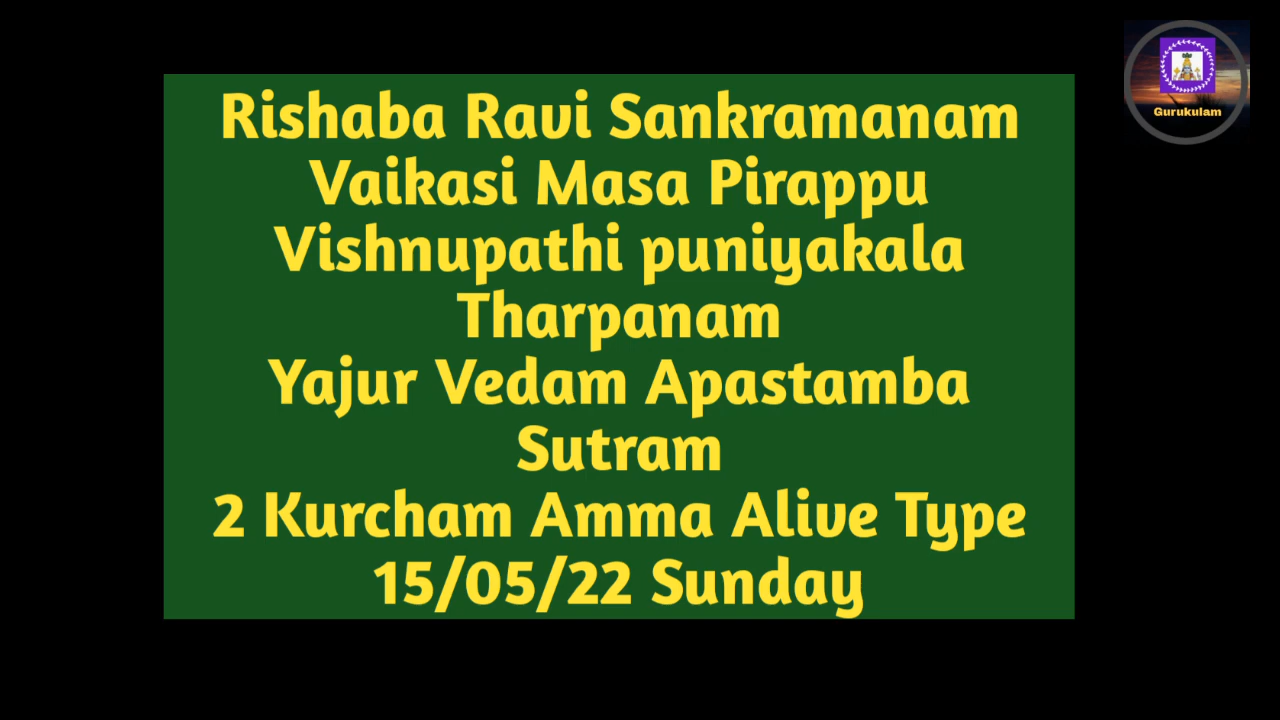 Rishaba Ravi Sankramanam
Vaikasi Masa Pirappu
Vishnupathi puniyakala
Tharpanam
Yajur Vedam Apastamba
Sutram
2 Kurcham Amma Alive Type
15/05/22 Sunday
Gurukulam